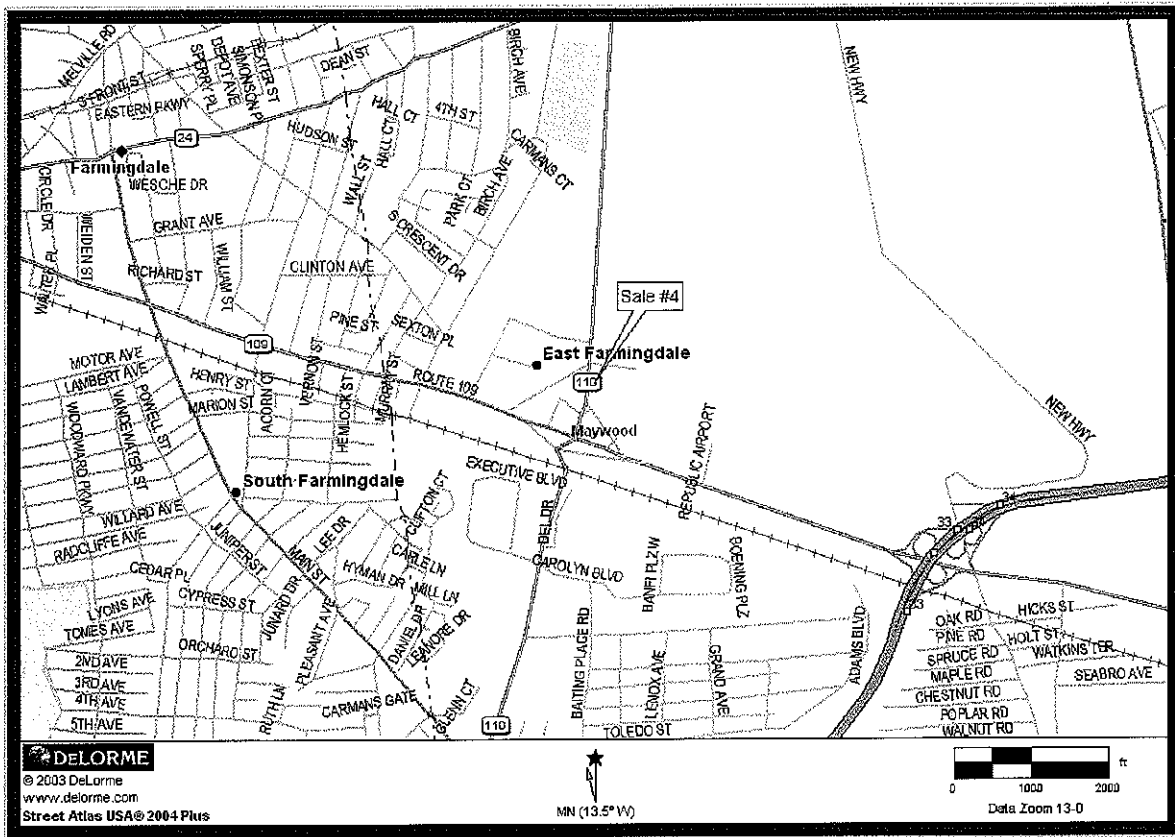 MELVILLE RD
S FRONT ST
EASTERN PKWY
SPERRY PL
DEPOT AVE
SIMONSON PL
DEXTER ST
DEAN ST
BIRCH AVE
NEW HWY
24
HALL CT
4TH ST
HUDSON ST
HALL CT
CARMANS CT
Farmingdale
WESCHE DR
WALL ST
PARK CT
BIRCH AVE
CIRCLE DR
WEIDEN ST
GRANT AVE
S CRESCENT DR
WALTER PL
RICHARD ST
WILLIAM ST
CLINTON AVE
Sale #4
PINE ST
SEXTON PL
109
East Farmingdale
MOTOR AVE
LAMBERT AVE
HENRY ST
VERNON ST
ROUTE 109
110
MARION ST
ACORN CT
HEMLOCK ST
MURRAY ST
NEW HWY
WOODWARD PKWY
VANDEWATER ST
POWELL ST
Maywood
REPUBLIC AIRPORT
EXECUTIVE BLVD
South Farmingdale
CLIFTON CT
34
33
WILLARD AVE
LEE DR
DEL DR
RADCLIFFE AVE
JUNIPER ST
MAIN ST
CARLE LN
CAROLYN BLVD
BANFI PLZ W
BOENING PLZ
CEDAR PL
HYMAN DR
MILL LN
33
LYONS AVE
CYPRESS ST
JUNARD DR
PLEASANT AVE
DANIEL DR
LEANORE DR
BAITING PLACE RD
ADAMS BLVD
OAK RD
HICKS ST
TOMES AVE
PINE RD
HOLT ST
ORCHARD ST
LENOX AVE
GRAND AVE
SPRUCE RD
WATKINS TER
2ND AVE
MAPLE RD
SEABRO AVE
3RD AVE
RUTH LN
CARMANS GATE
GLENN CT
CHESTNUT RD
4TH AVE
POPLAR RD
5TH AVE
110
TOLEDO ST
WALNUT RD
DELORME
© 2003 DeLorme
www.delorme.com
Street Atlas USA® 2004 Plus
MN (13.5° W)
ft
0 1000 2000
Data Zoom 13-0